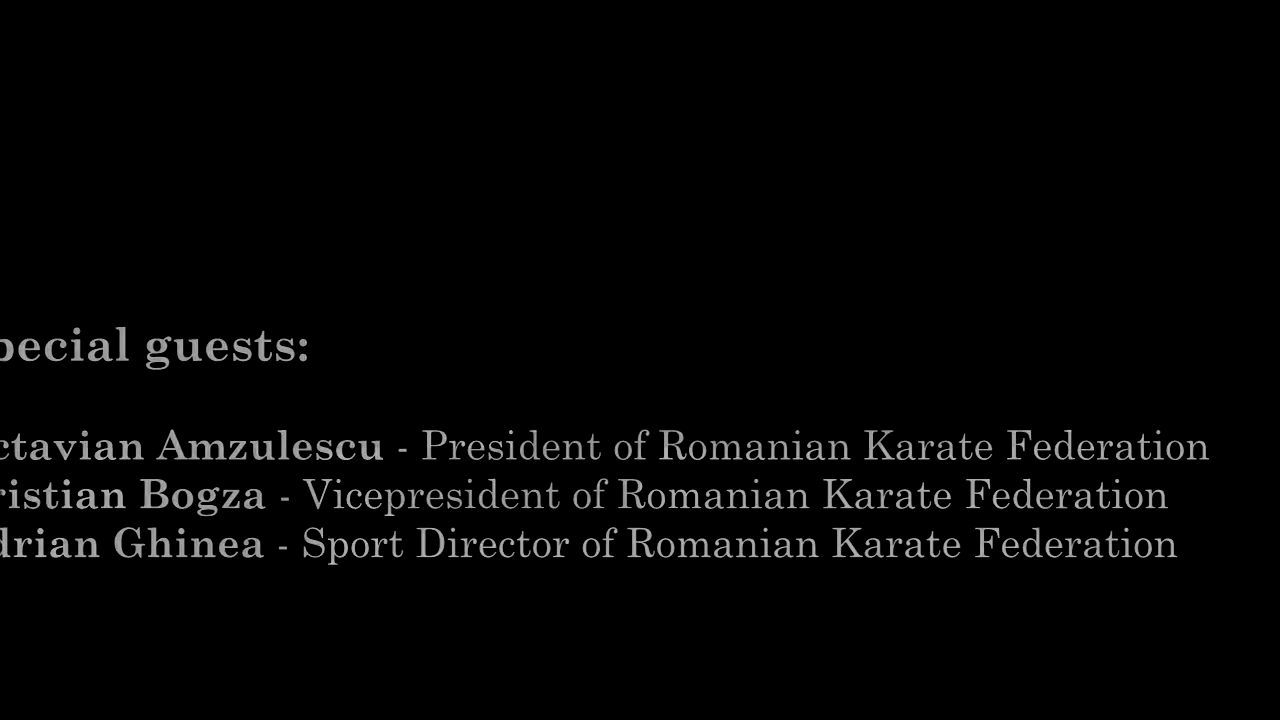 pecial guests:
ctavian Amzulescu - President of Romanian Karate Federation
ristian Bogza - Vicepresident of Romanian Karate Federation
drian Ghinea - Sport Director of Romanian Karate Federation